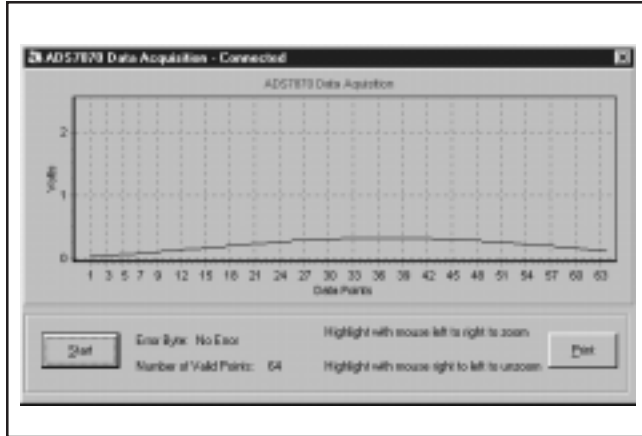 ADS7870 Data Acquisition - Connected
ADS7870 Data Aquisition
Volts
2
1
0
1 3 5 7 9 12 15 18 21 24 27 30 33 36 39 42 45 48 51 54 57 60 63
Data Points
Start
Error Byte: No Error
Number of Valid Points: 64
Highlight with mouse left to right to zoom
Highlight with mouse right to left to unzoom
Print